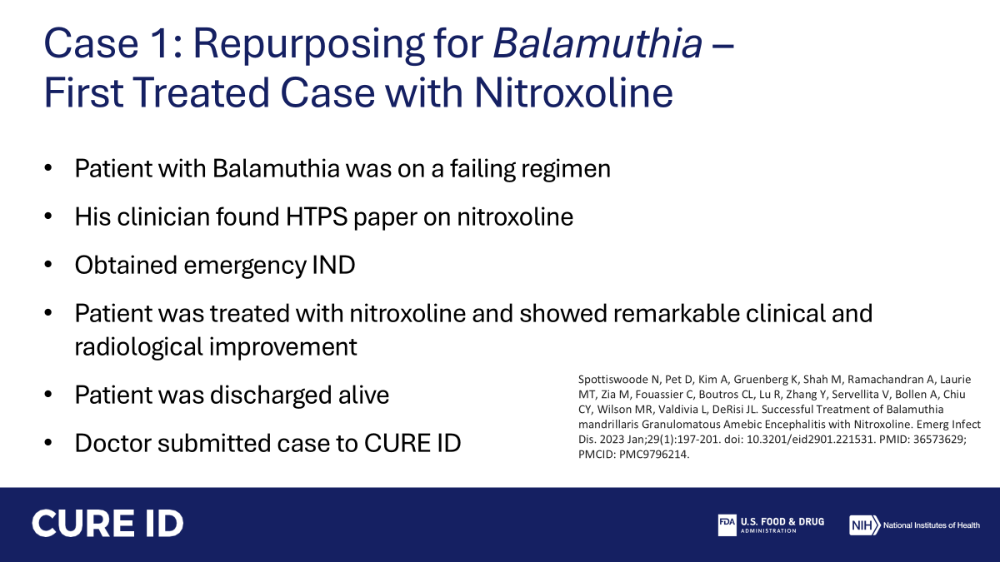 Case 1: Repurposing for Balamuthia –
First Treated Case with Nitroxoline
• Patient with Balamuthia was on a failing regimen
• His clinician found HTPS paper on nitroxoline
• Obtained emergency IND
• Patient was treated with nitroxoline and showed remarkable clinical and
radiological improvement
• Patient was discharged alive
• Doctor submitted case to CURE ID
Spottiswoode N, Pet D, Kim A, Gruenberg K, Shah M, Ramachandran A, Laurie
MT, Zia M, Fouassier C, Boutros CL, Lu R, Zhang Y, Servellita V, Bollen A, Chiu
CY, Wilson MR, Valdivia L, DeRisi JL. Successful Treatment of Balamuthia
mandrillaris Granulomatous Amebic Encephalitis with Nitroxoline. Emerg Infect
Dis. 2023 Jan;29(1):197-201. doi: 10.3201/eid2901.221531. PMID: 36573629;
PMCID: PMC9796214.
CURE ID
FDA U.S. FOOD & DRUG
ADMINISTRATION
NIH National Institutes of Health